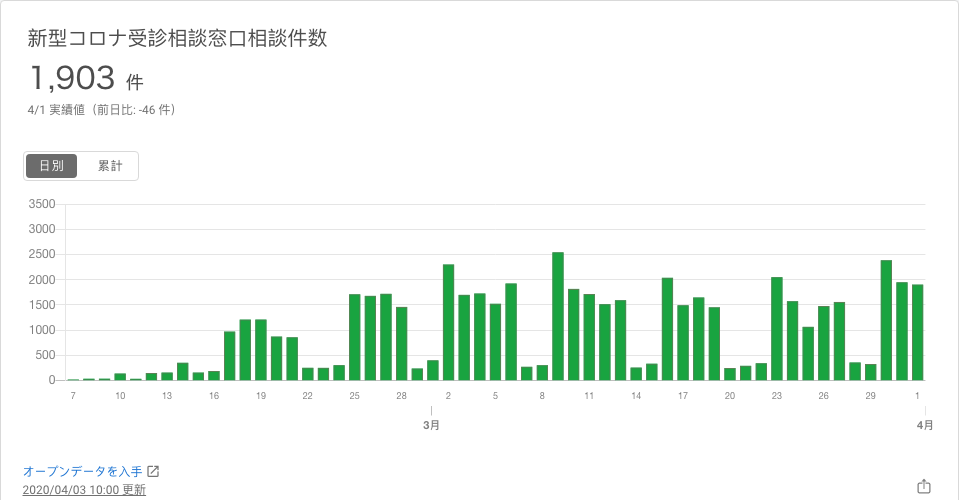 新型コロナ受診相談窓口相談件数
1,903 件
4/1 実績値（前日比: -46 件）
日別 累計
3500
3000
2500
2000
1500
1000
500
0
7 10 13 16 19 22 25 28 2 5 8 11 14 17 20 23 26 29 1
3月 4月
オープンデータを入手
2020/04/03 10:00 更新